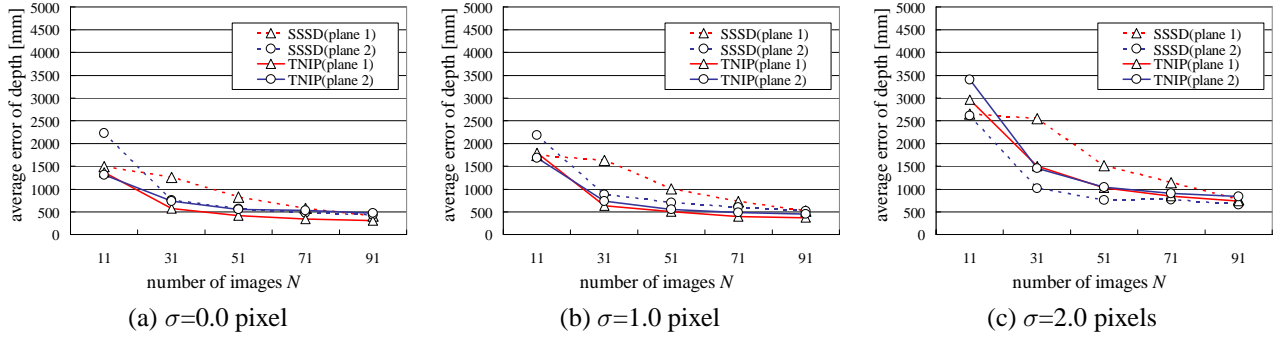 average error of depth [mm]
5000
4500
4000
3500
3000
2500
2000
1500
1000
500
0
SSSD(plane 1)
SSSD(plane 2)
TNIP(plane 1)
TNIP(plane 2)
11 31 51 71 91
number of images N
(a) σ=0.0 pixel
average error of depth [mm]
5000
4500
4000
3500
3000
2500
2000
1500
1000
500
0
SSSD(plane 1)
SSSD(plane 2)
TNIP(plane 1)
TNIP(plane 2)
11 31 51 71 91
number of images N
(b) σ=1.0 pixel
average error of depth [mm]
5000
4500
4000
3500
3000
2500
2000
1500
1000
500
0
SSSD(plane 1)
SSSD(plane 2)
TNIP(plane 1)
TNIP(plane 2)
11 31 51 71 91
number of images N
(c) σ=2.0 pixels